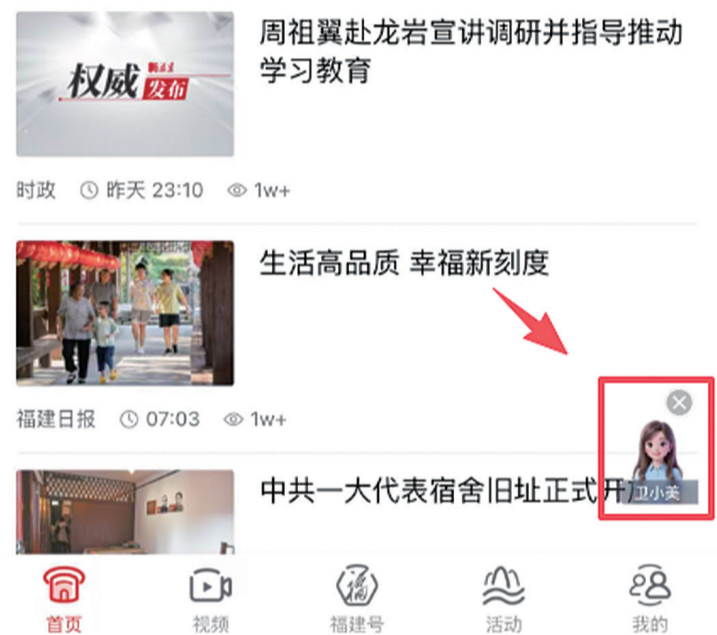 周祖翼赴龙岩宣讲调研并指导推动
学习教育
权威
发布
时政 昨天 23:10 1w+
生活高品质 幸福新刻度
福建日报 07:03 1w+
中共一大代表宿舍旧址正式开
卫小美
首页 视频 福建号 活动 我的